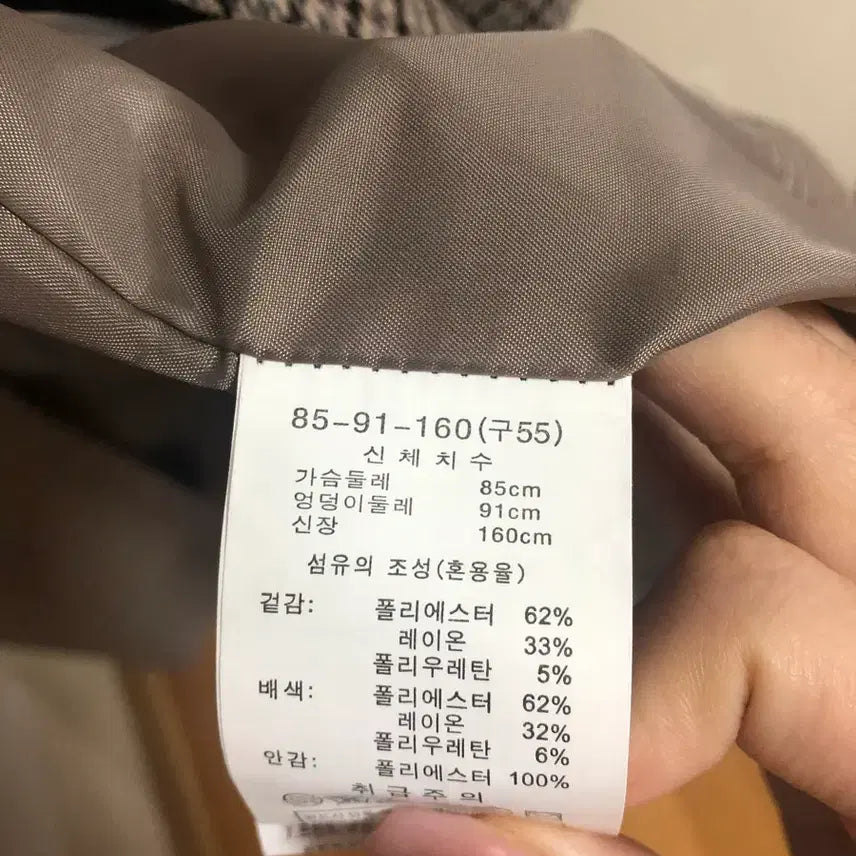 85-91-160(구55)
신 체 치 수
가슴둘레 85cm
엉덩이둘레 91cm
신장 160cm
섬유의 조성(혼용율)
겉감: 폴리에스터 62%
레이온 33%
폴리우레탄 5%
배색: 폴리에스터 62%
레이온 32%
폴리우레탄 6%
안감: 폴리에스터 100%
취급주의